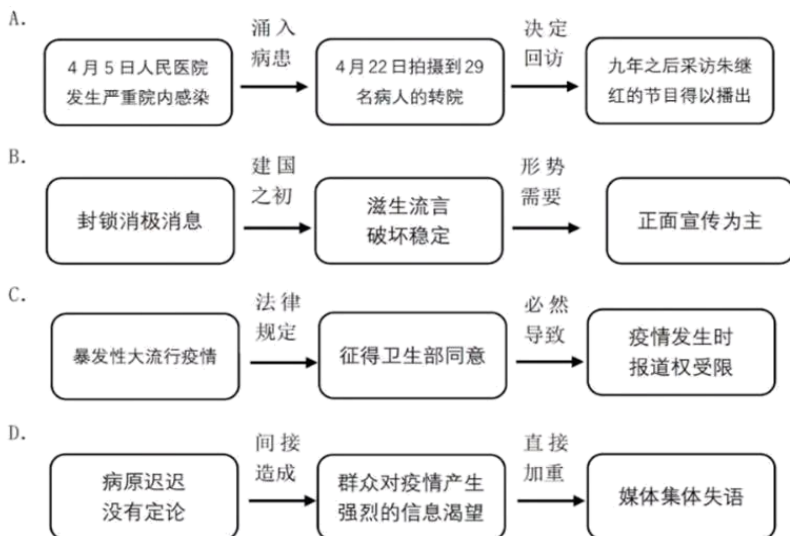 A.
涌入
病患
决定
回访
4月5日人民医院
发生严重院内感染
4月22日拍摄到29
名病人的转院
九年之后采访朱继
红的节目得以播出
B.
建国
之初
形势
需要
封锁消极消息
滋生流言
破坏稳定
正面宣传为主
C.
法律
规定
必然
导致
暴发性大流行疫情
征得卫生部同意
疫情发生时
报道权受限
D.
间接
造成
直接
加重
病原迟迟
没有定论
群众对疫情产生
强烈的信息渴望
媒体集体失语